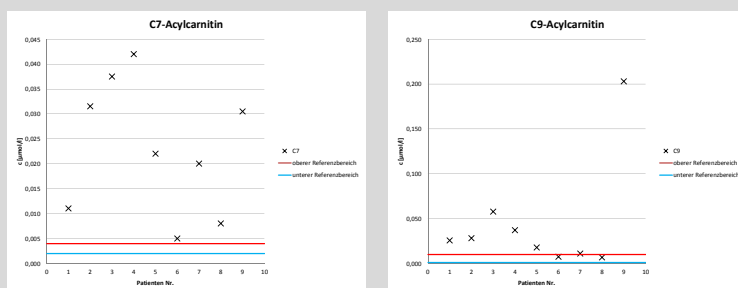 C7-Acylcarnitin
0,045
0,040
0,035
0,030
0,025
0,020
0,015
0,010
0,005
0,000
c [µmol/l]
0 1 2 3 4 5 6 7 8 9 10
Patienten Nr.
C7
oberer Referenzbereich
unterer Referenzbereich
C9-Acylcarnitin
0,250
0,200
0,150
0,100
0,050
0,000
c [µmol/l]
0 1 2 3 4 5 6 7 8 9 10
Patienten Nr.
C9
oberer Referenzbereich
unterer Referenzbereich